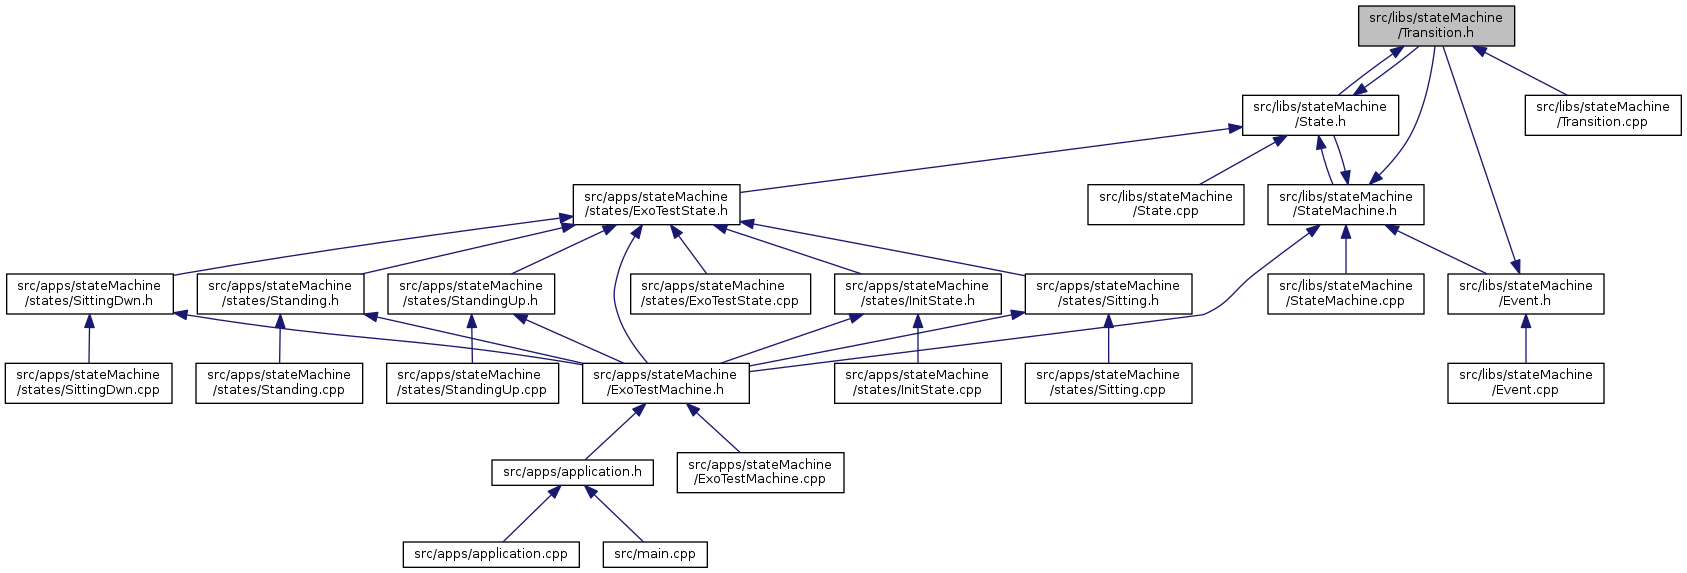 src/libs/stateMachine
/Transition.h
src/libs/stateMachine
/State.h
src/libs/stateMachine
/Transition.cpp
src/apps/stateMachine
/states/ExoTestState.h
src/libs/stateMachine
/State.cpp
src/libs/stateMachine
/StateMachine.h
src/apps/stateMachine
/states/SittingDwn.h
src/apps/stateMachine
/states/Standing.h
src/apps/stateMachine
/states/StandingUp.h
src/apps/stateMachine
/states/ExoTestState.cpp
src/apps/stateMachine
/states/InitState.h
src/apps/stateMachine
/states/Sitting.h
src/libs/stateMachine
/StateMachine.cpp
src/libs/stateMachine
/Event.h
src/apps/stateMachine
/states/SittingDwn.cpp
src/apps/stateMachine
/states/Standing.cpp
src/apps/stateMachine
/states/StandingUp.cpp
src/apps/stateMachine
/ExoTestMachine.h
src/apps/stateMachine
/states/InitState.cpp
src/apps/stateMachine
/states/Sitting.cpp
src/libs/stateMachine
/Event.cpp
src/apps/application.h
src/apps/stateMachine
/ExoTestMachine.cpp
src/apps/application.cpp
src/main.cpp